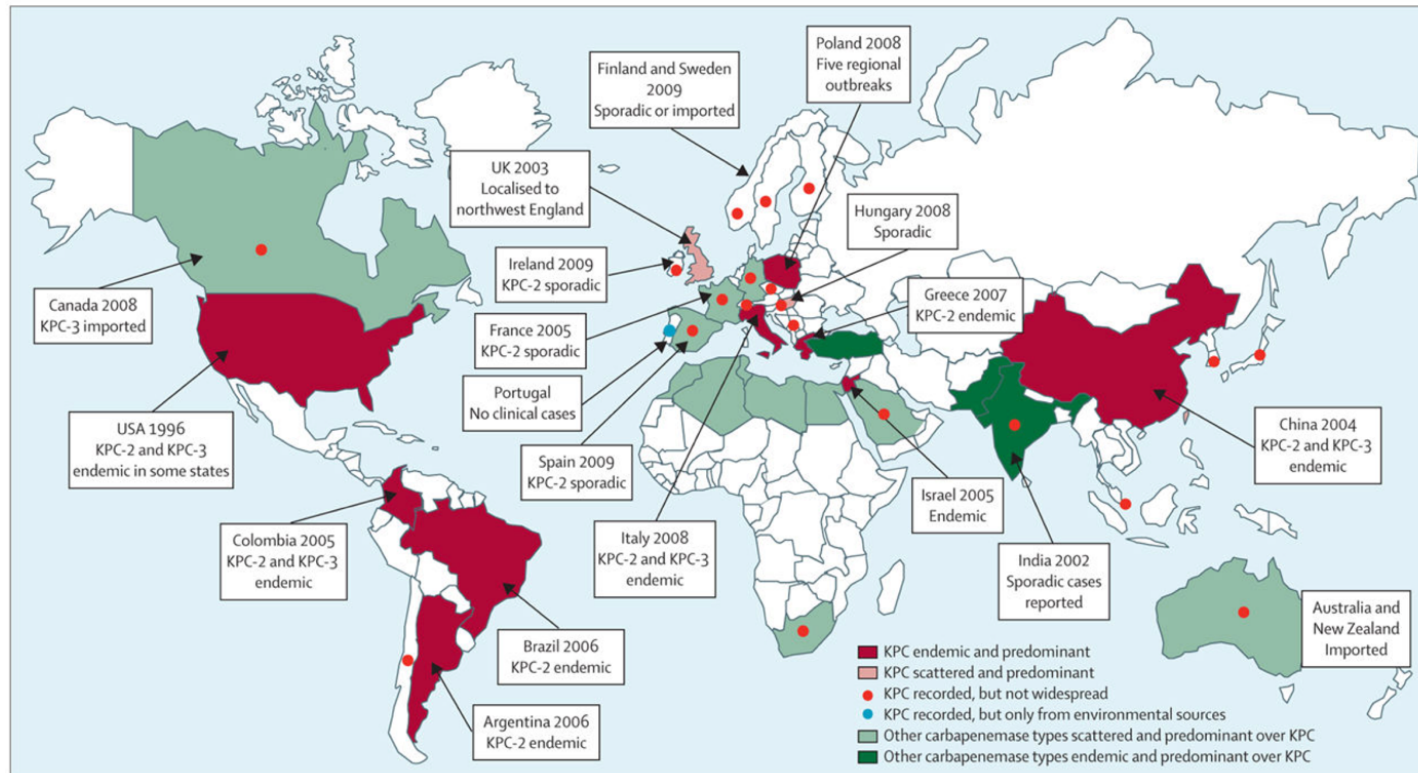 Poland 2008
Five regional
outbreaks
Finland and Sweden
2009
Sporadic or imported
UK 2003
Localised to
northwest England
Hungary 2008
Sporadic
Ireland 2009
KPC-2 sporadic
Canada 2008
KPC-3 imported
France 2005
KPC-2 sporadic
Greece 2007
KPC-2 endemic
Portugal
No clinical cases
USA 1996
KPC-2 and KPC-3
endemic in some states
Spain 2009
KPC-2 sporadic
China 2004
KPC-2 and KPC-3
endemic
Israel 2005
Endemic
Colombia 2005
KPC-2 and KPC-3
endemic
Italy 2008
KPC-2 and KPC-3
endemic
India 2002
Sporadic cases
reported
Australia and
New Zealand
Imported
Brazil 2006
KPC-2 endemic
Argentina 2006
KPC-2 endemic
KPC endemic and predominant
KPC scattered and predominant
KPC recorded, but not widespread
KPC recorded, but only from environmental sources
Other carbapenemase types scattered and predominant over KPC
Other carbapenemase types endemic and predominant over KPC